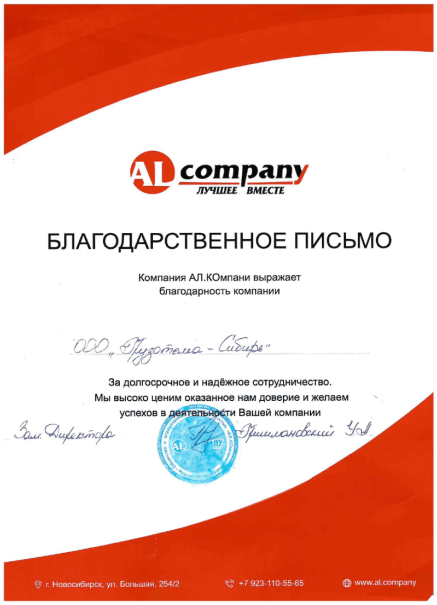 AL company
ЛУЧШЕЕ ВМЕСТЕ
БЛАГОДАРСТВЕННОЕ ПИСЬМО
Компания АЛ.КОмпани выражает
благодарность компании
ООО „Грузотема - Сибирь"
За долгосрочное и надёжное сотрудничество.
Мы высоко ценим оказанное нам доверие и желаем
успехов в деятельности Вашей компании
Зам. Директора
AL ny
г. Новосибирск, ул. Большая, 254/2
+7 923-110-55-65
www.al.company